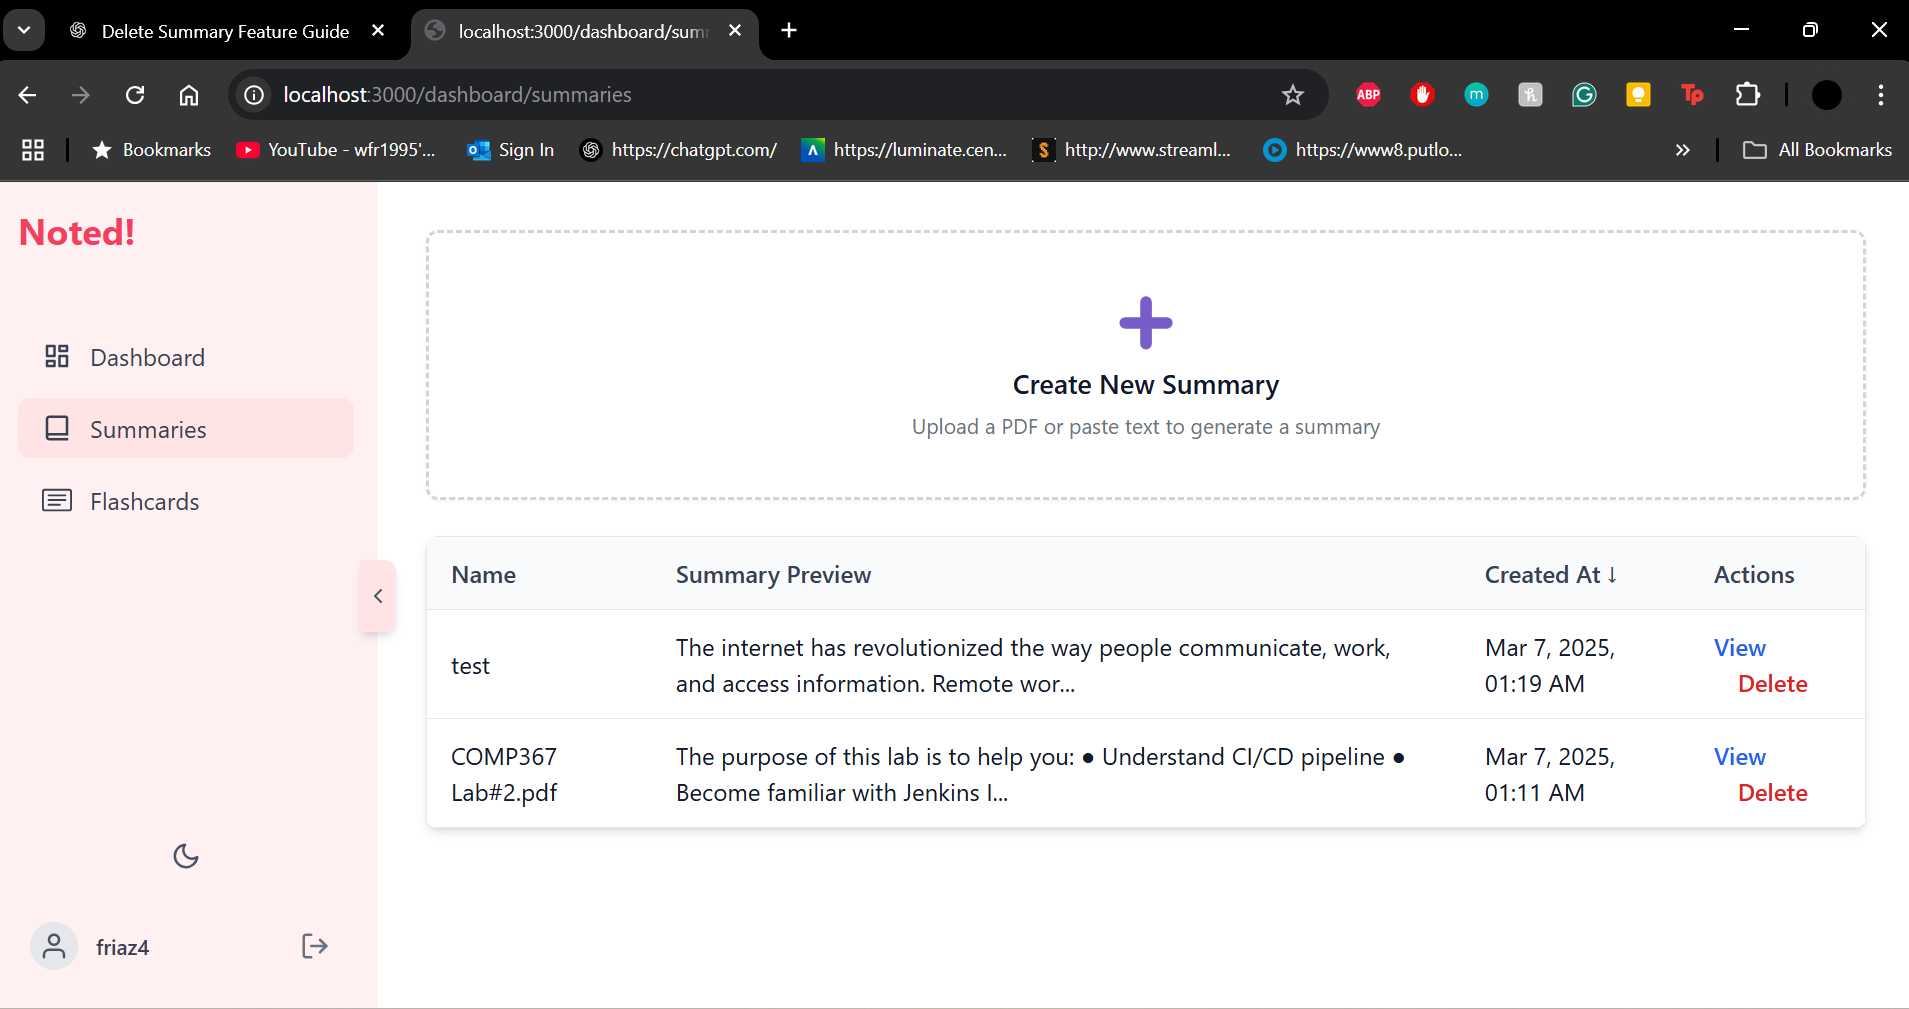 Delete Summary Feature Guide
localhost:3000/dashboard/sum
localhost:3000/dashboard/summaries
ABP
m
h
G
Tp
Bookmarks
YouTube - wfr1995'...
Sign In
https://chatgpt.com/
https://luminate.cen...
S
http://www.streaml...
https://www8.putlo...
All Bookmarks
Noted!
Dashboard
Summaries
Flashcards
friaz4
Create New Summary
Upload a PDF or paste text to generate a summary
Name Summary Preview Created At ↓ Actions
test
The internet has revolutionized the way people communicate, work,
and access information. Remote wor...
Mar 7, 2025,
01:19 AM
View
Delete
COMP367
Lab#2.pdf
The purpose of this lab is to help you: ● Understand CI/CD pipeline ●
Become familiar with Jenkins I...
Mar 7, 2025,
01:11 AM
View
Delete